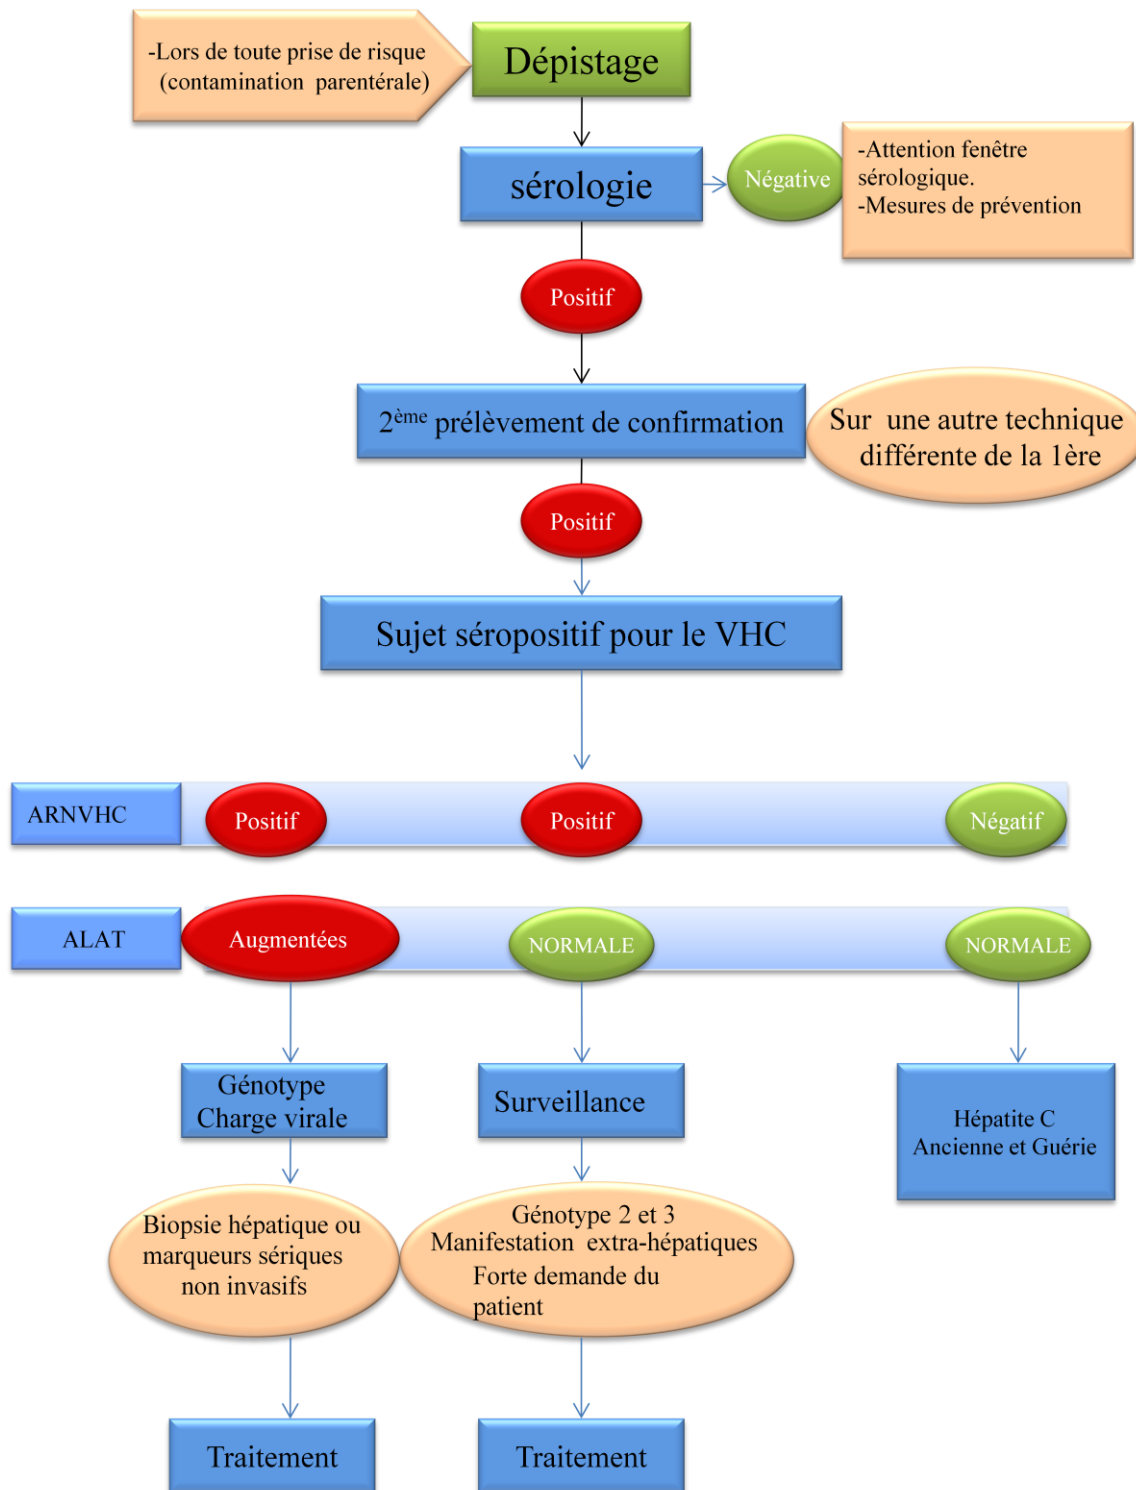 -Lors de toute prise de risque
(contamination parentérale)
Dépistage
sérologie
Négative
-Attention fenêtre
sérologique.
-Mesures de prévention
Positif
2ème prélèvement de confirmation
Sur une autre technique
différente de la 1ère
Positif
Sujet séropositif pour le VHC
ARNVHC
Positif
Positif
Négatif
ALAT
Augmentées
NORMALE
NORMALE
Génotype
Charge virale
Surveillance
Hépatite C
Ancienne et Guérie
Biopsie hépatique ou
marqueurs sériques
non invasifs
Génotype 2 et 3
Manifestation extra-hépatiques
Forte demande du
patient
Traitement
Traitement